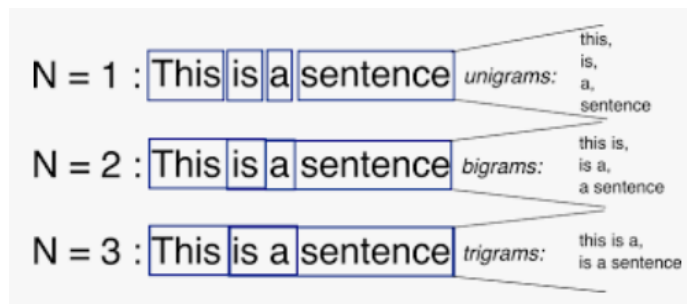 N = 1 : This is a sentence unigrams: this,
is,
a,
sentence
N = 2 : This is a sentence bigrams: this is,
is a,
a sentence
N = 3 : This is a sentence trigrams: this is a,
is a sentence